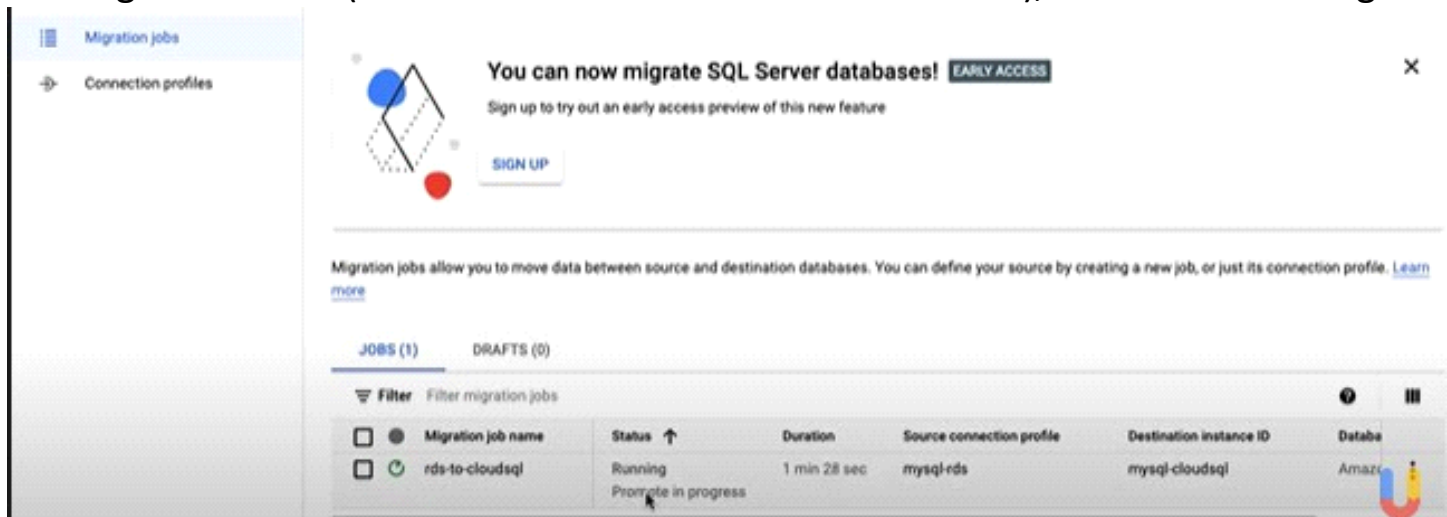 Migration jobs
Connection profiles
You can now migrate SQL Server databases! EARLY ACCESS
Sign up to try out an early access preview of this new feature
SIGN UP
Migration jobs allow you to move data between source and destination databases. You can define your source by creating a new job, or just its connection profile. Learn
more
JOBS (1) DRAFTS (0)
Filter Filter migration jobs
Migration job name Status Duration Source connection profile Destination instance ID Databa
rds-to-cloudsql Running 1 min 28 sec mysql-rds mysql-cloudsql Amaz
Promote in progress